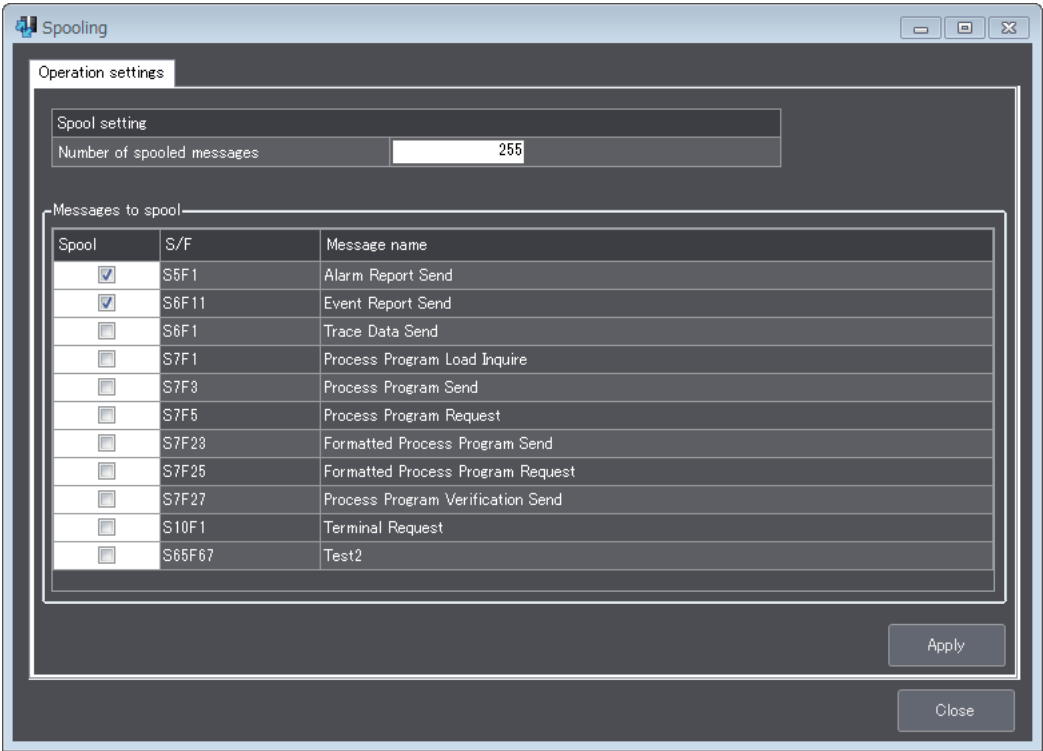 Spooling
Operation settings
Spool setting
Number of spooled messages 255
Messages to spool
Spool S/F Message name
S5F1 Alarm Report Send
S6F11 Event Report Send
S6F1 Trace Data Send
S7F1 Process Program Load Inquire
S7F3 Process Program Send
S7F5 Process Program Request
S7F23 Formatted Process Program Send
S7F25 Formatted Process Program Request
S7F27 Process Program Verification Send
S10F1 Terminal Request
S65F67 Test2
Apply
Close